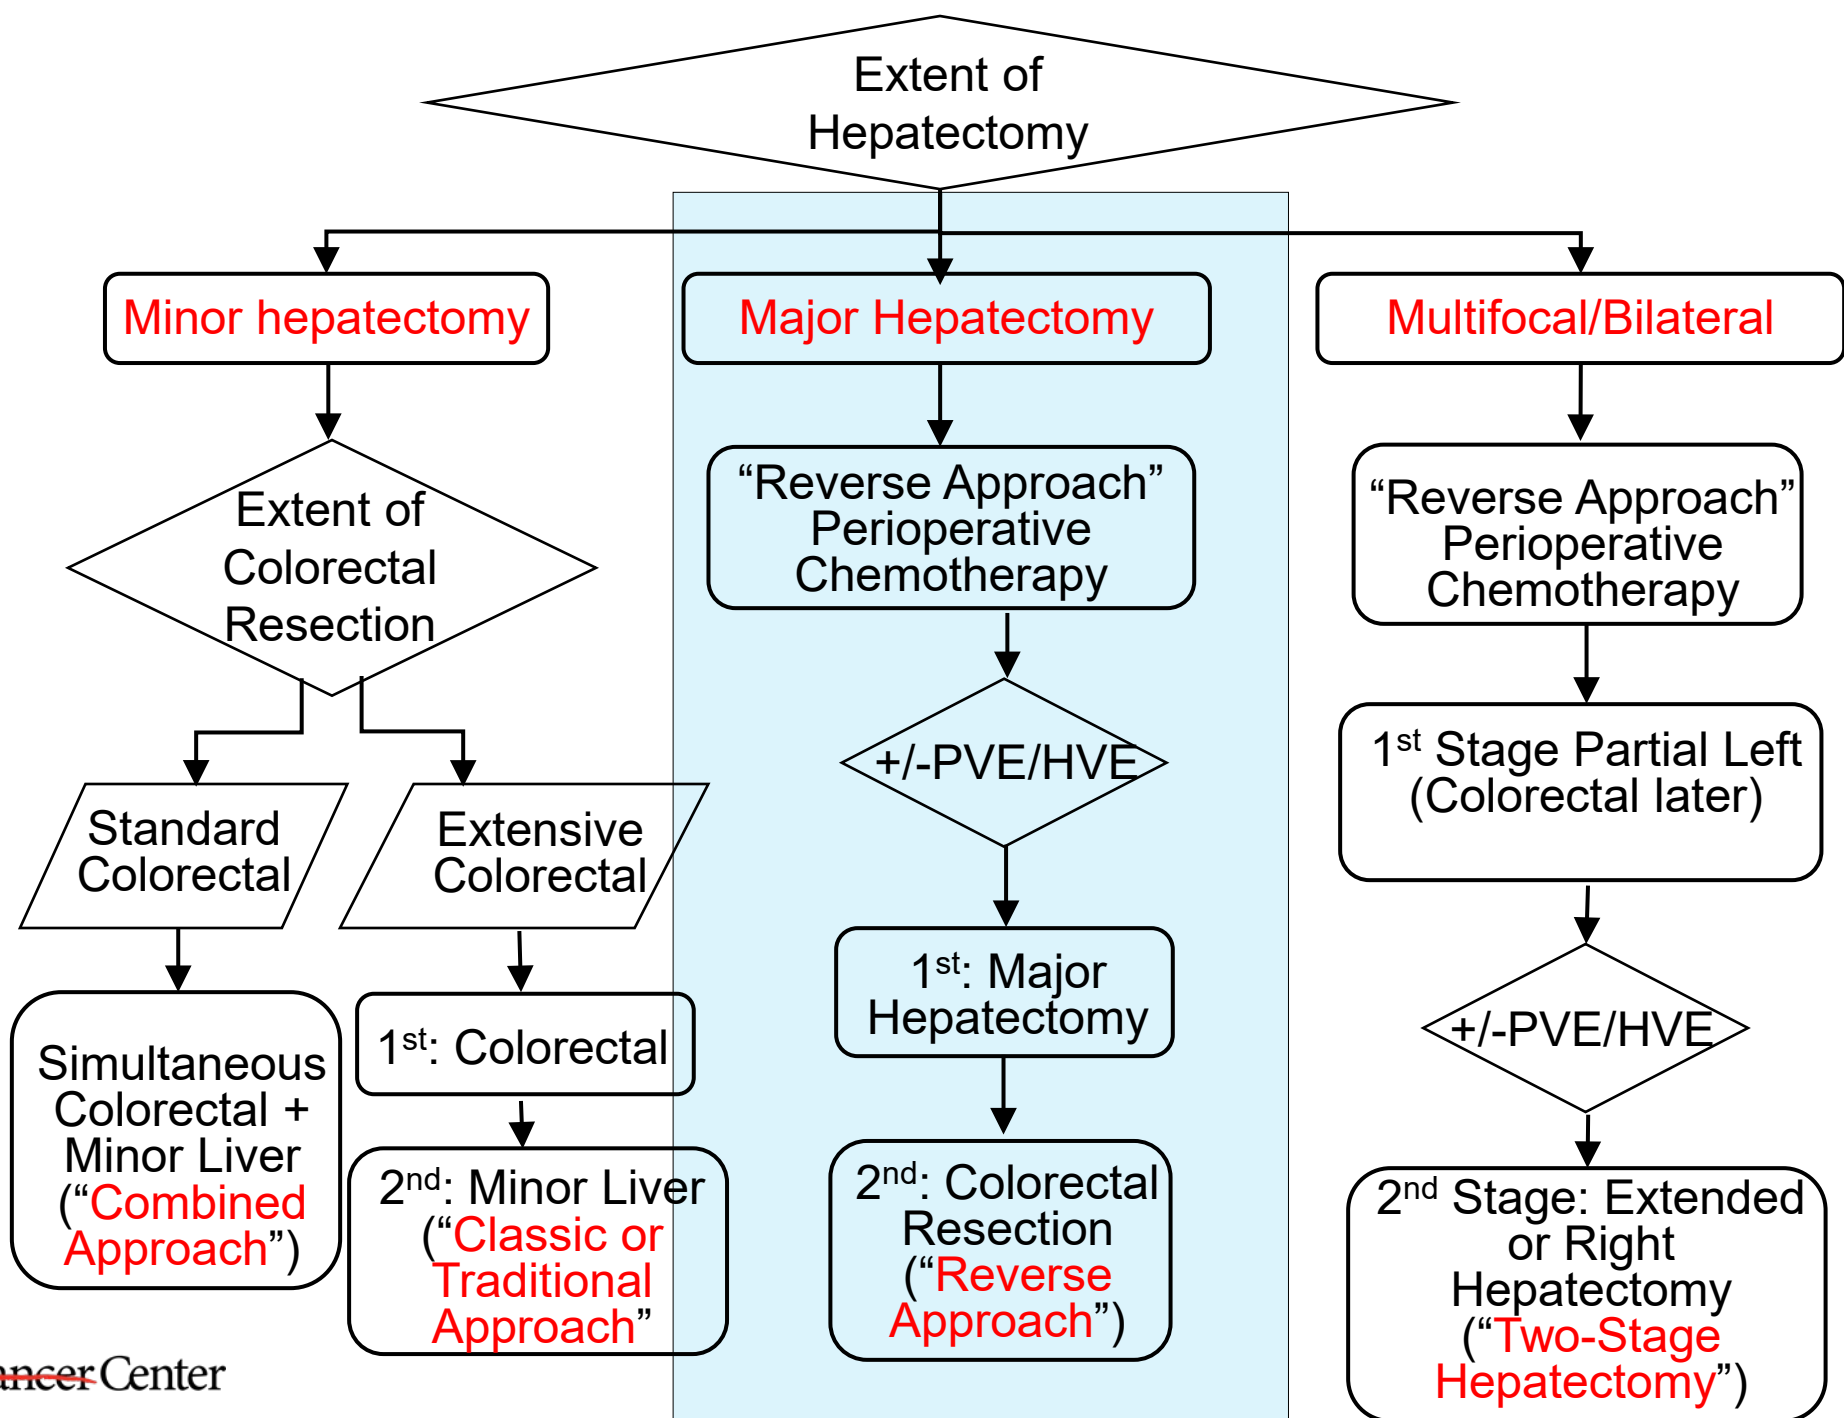 Extent of
Hepatectomy
Minor hepatectomy
Major Hepatectomy
Multifocal/Bilateral
Extent of
Colorectal
Resection
Standard
Colorectal
Extensive
Colorectal
Simultaneous
Colorectal +
Minor Liver
(“Combined
Approach”)
1st: Colorectal
2nd: Minor Liver
(“Classic or
Traditional
Approach”
“Reverse Approach”
Perioperative
Chemotherapy
+/-PVE/HVE
1st: Major
Hepatectomy
2nd: Colorectal
Resection
(“Reverse
Approach”)
“Reverse Approach”
Perioperative
Chemotherapy
1st Stage Partial Left
(Colorectal later)
+/-PVE/HVE
2nd Stage: Extended
or Right
Hepatectomy
(“Two-Stage
Hepatectomy”)
Center